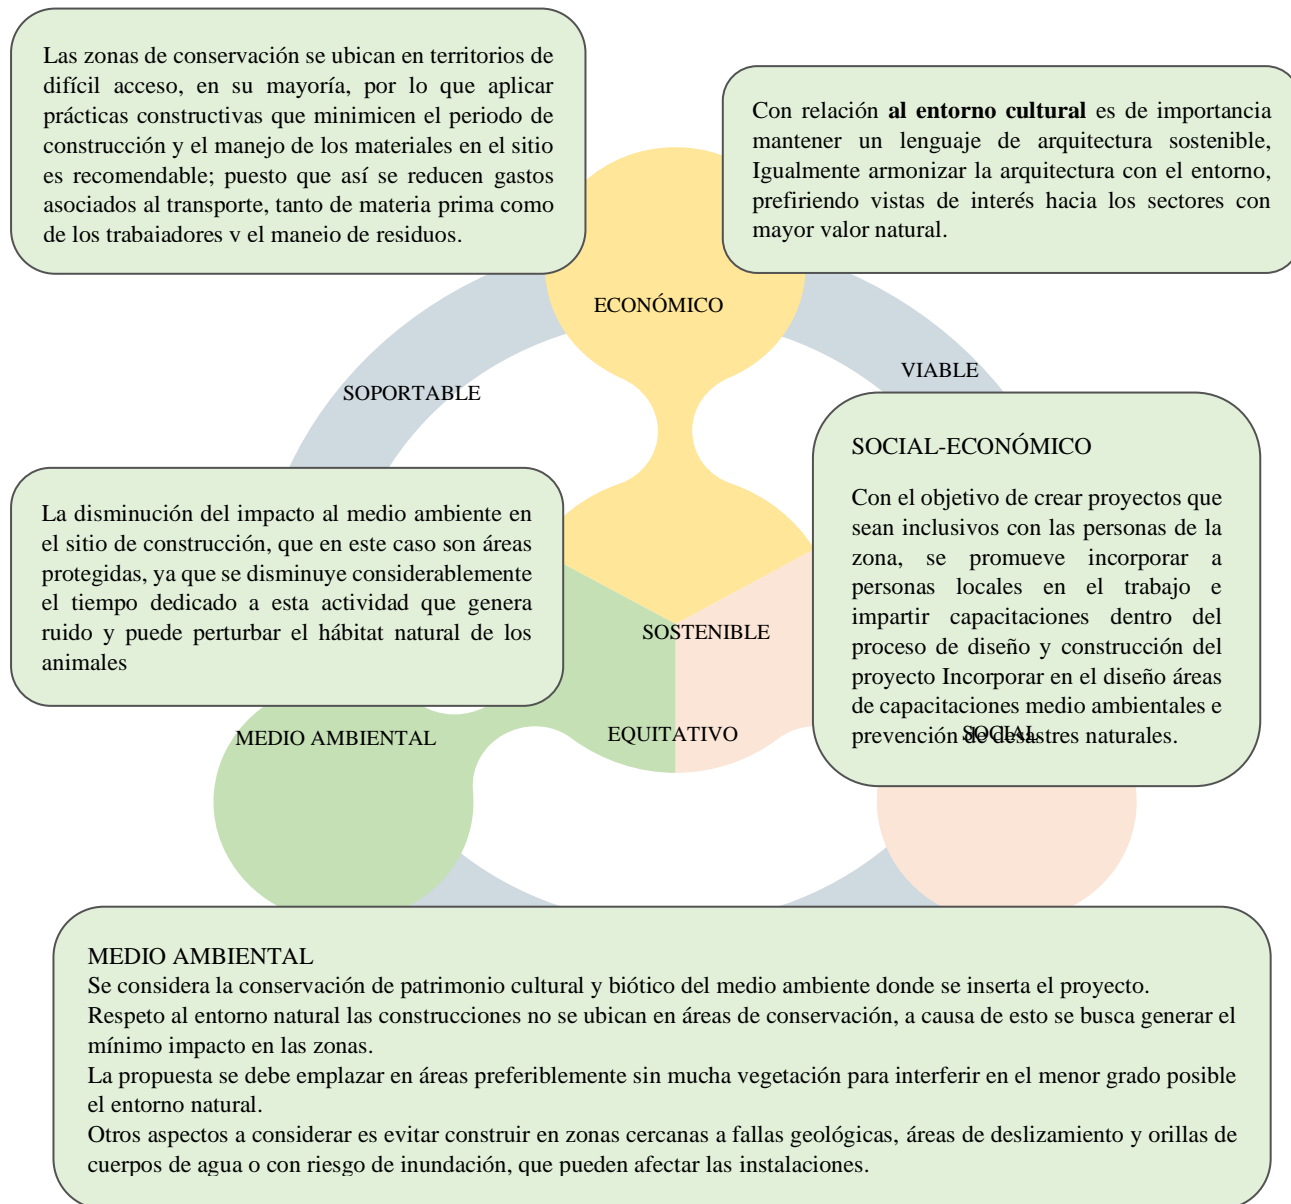 Las zonas de conservación se ubican en territorios de
difícil acceso, en su mayoría, por lo que aplicar
prácticas constructivas que minimicen el periodo de
construcción y el manejo de los materiales en el sitio
es recomendable; puesto que así se reducen gastos
asociados al transporte, tanto de materia prima como
de los trabajadores y el manejo de residuos.
Con relación al entorno cultural es de importancia
mantener un lenguaje de arquitectura sostenible,
Igualmente armonizar la arquitectura con el entorno,
prefiriendo vistas de interés hacia los sectores con
mayor valor natural.
ECONÓMICO
SOPORTABLE
VIABLE
La disminución del impacto al medio ambiente en
el sitio de construcción, que en este caso son áreas
protegidas, ya que se disminuye considerablemente
el tiempo dedicado a esta actividad que genera
ruido y puede perturbar el hábitat natural de los
animales
SOCIAL-ECONÓMICO
Con el objetivo de crear proyectos que
sean inclusivos con las personas de la
zona, se promueve incorporar a
personas locales en el trabajo e
impartir capacitaciones dentro del
proceso de diseño y construcción del
proyecto Incorporar en el diseño áreas
de capacitaciones medio ambientales e
prevención de desastres naturales.
SOSTENIBLE
MEDIO AMBIENTAL
EQUITATIVO
SOCIAL
MEDIO AMBIENTAL
Se considera la conservación de patrimonio cultural y biótico del medio ambiente donde se inserta el proyecto.
Respeto al entorno natural las construcciones no se ubican en áreas de conservación, a causa de esto se busca generar el
mínimo impacto en las zonas.
La propuesta se debe emplazar en áreas preferiblemente sin mucha vegetación para interferir en el menor grado posible
el entorno natural.
Otros aspectos a considerar es evitar construir en zonas cercanas a fallas geológicas, áreas de deslizamiento y orillas de
cuerpos de agua o con riesgo de inundación, que pueden afectar las instalaciones.